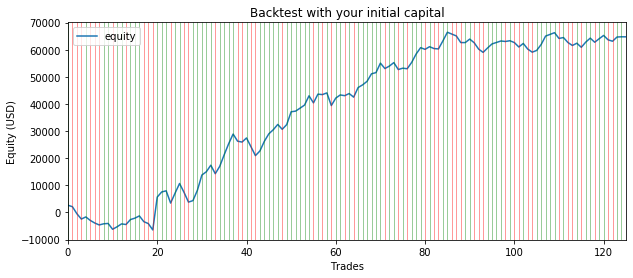 Backtest with your initial capital
equity
Equity (USD)
70000
60000
50000
40000
30000
20000
10000
0
−10000
0 20 40 60 80 100 120
Trades